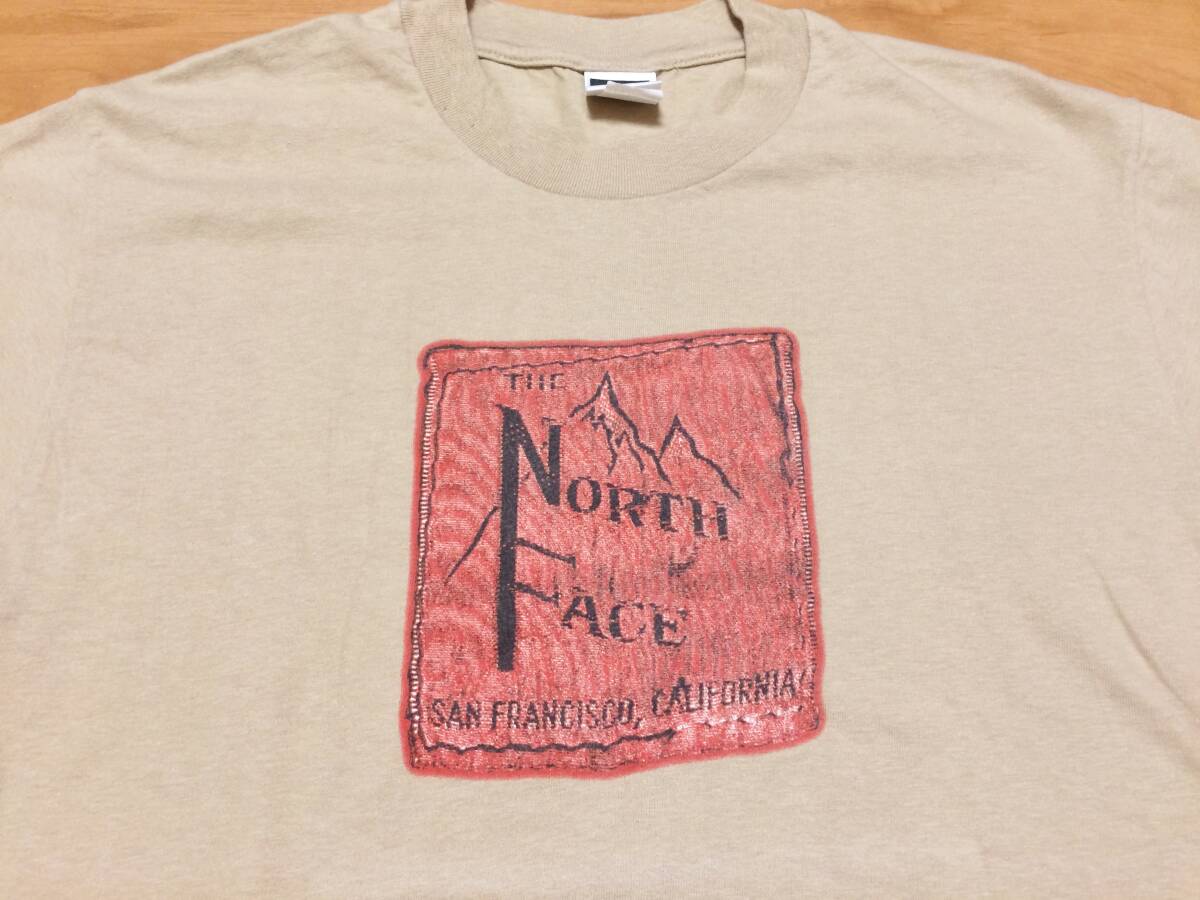 THE
NORTH
FACE
SAN FRANCISCO, CALIFORNIA